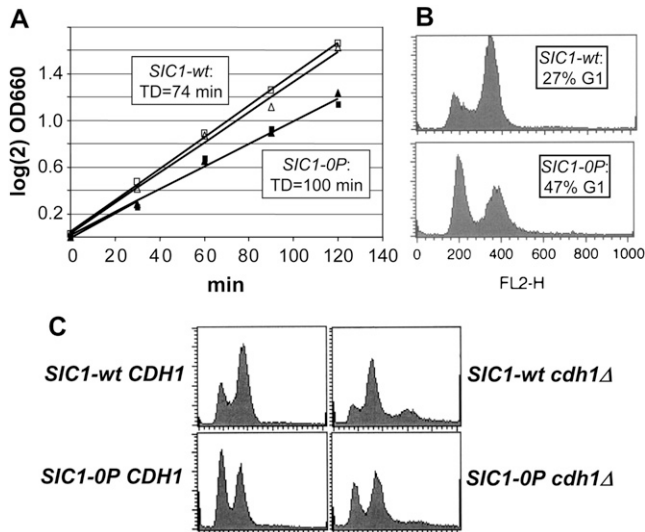 A
log(2) OD660
1.4
1.0
0.6
0.2
SIC1-wt:
TD=74 min
SIC1-0P:
TD=100 min
0 20 40 60 80 100 120 140
min
B
SIC1-wt:
27% G1
SIC1-0P:
47% G1
0 200 400 600 800 1000
FL2-H
C
SIC1-wt CDH1
SIC1-wt cdh1Δ
SIC1-0P CDH1
SIC1-0P cdh1Δ